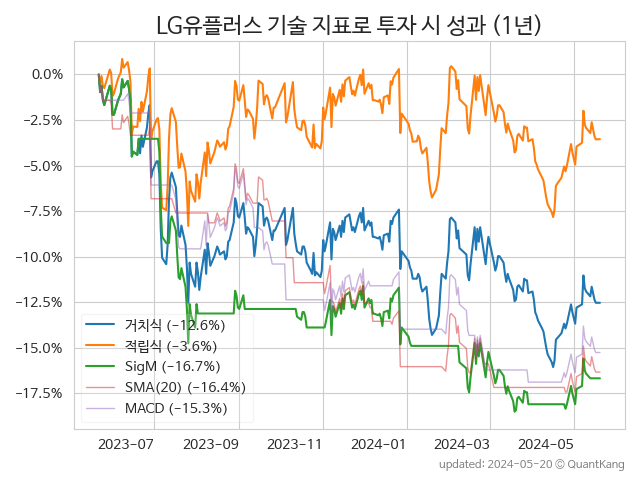 LG유플러스 기술 지표로 투자 시 성과 (1년)
0.0%
−2.5%
−5.0%
−7.5%
−10.0%
−12.5%
−15.0%
−17.5%
거치식 (−12.6%)
적립식 (−3.6%)
SigM (−16.7%)
SMA(20) (−16.4%)
MACD (−15.3%)
2023-07 2023-09 2023-11 2024-01 2024-03 2024-05
updated: 2024-05-20 © QuantKang